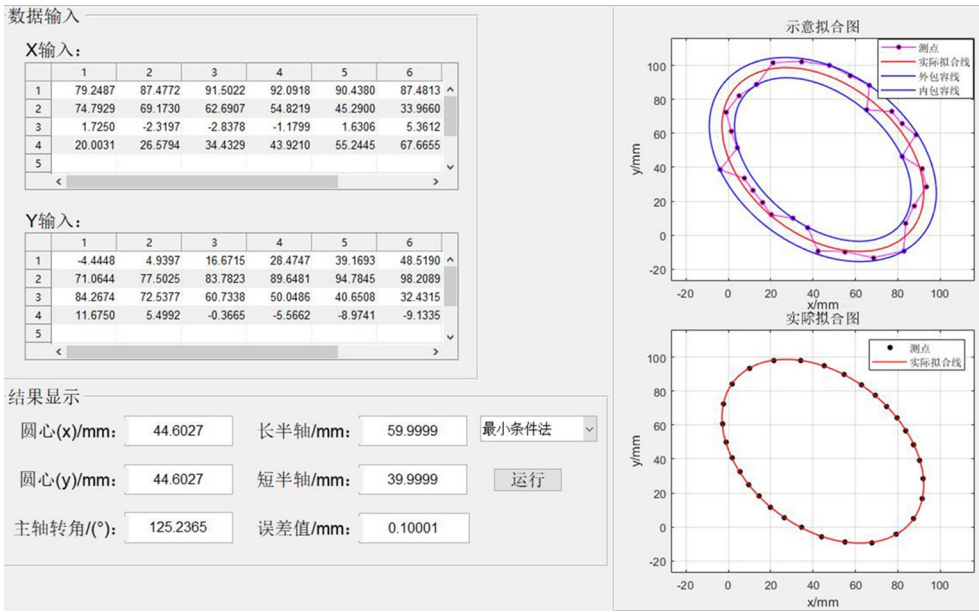 数据输入
X输入:
1 2 3 4 5 6
1 79.2487 87.4772 91.5022 92.0918 90.4380 87.4813
2 74.7929 69.1730 62.6907 54.8219 45.2900 33.9660
3 1.7250 -2.3197 -2.8378 -1.1799 1.6306 5.3612
4 20.0031 26.5794 34.4329 43.9210 55.2445 67.6655
5
Y输入:
1 2 3 4 5 6
1 -4.4448 4.9397 16.6715 28.4747 39.1693 48.5190
2 71.0644 77.5025 83.7823 89.6481 94.7845 98.2089
3 84.2674 72.5377 60.7338 50.0486 40.6508 32.4315
4 11.6750 5.4992 -0.3665 -5.5662 -8.9741 -9.1335
5
结果显示
圆心(x)/mm: 44.6027 长半轴/mm: 59.9999 最小条件法
圆心(y)/mm: 44.6027 短半轴/mm: 39.9999 运行
主轴转角/(°): 125.2365 误差值/mm: 0.10001
示意拟合图
测点
实际拟合线
外包容线
内包容线
100
80
60
40
20
0
-20
y/mm
-20 0 20 40 60 80 100
x/mm
实际拟合图
测点
实际拟合线
100
80
60
40
20
0
-20
y/mm
-20 0 20 40 60 80 100
x/mm